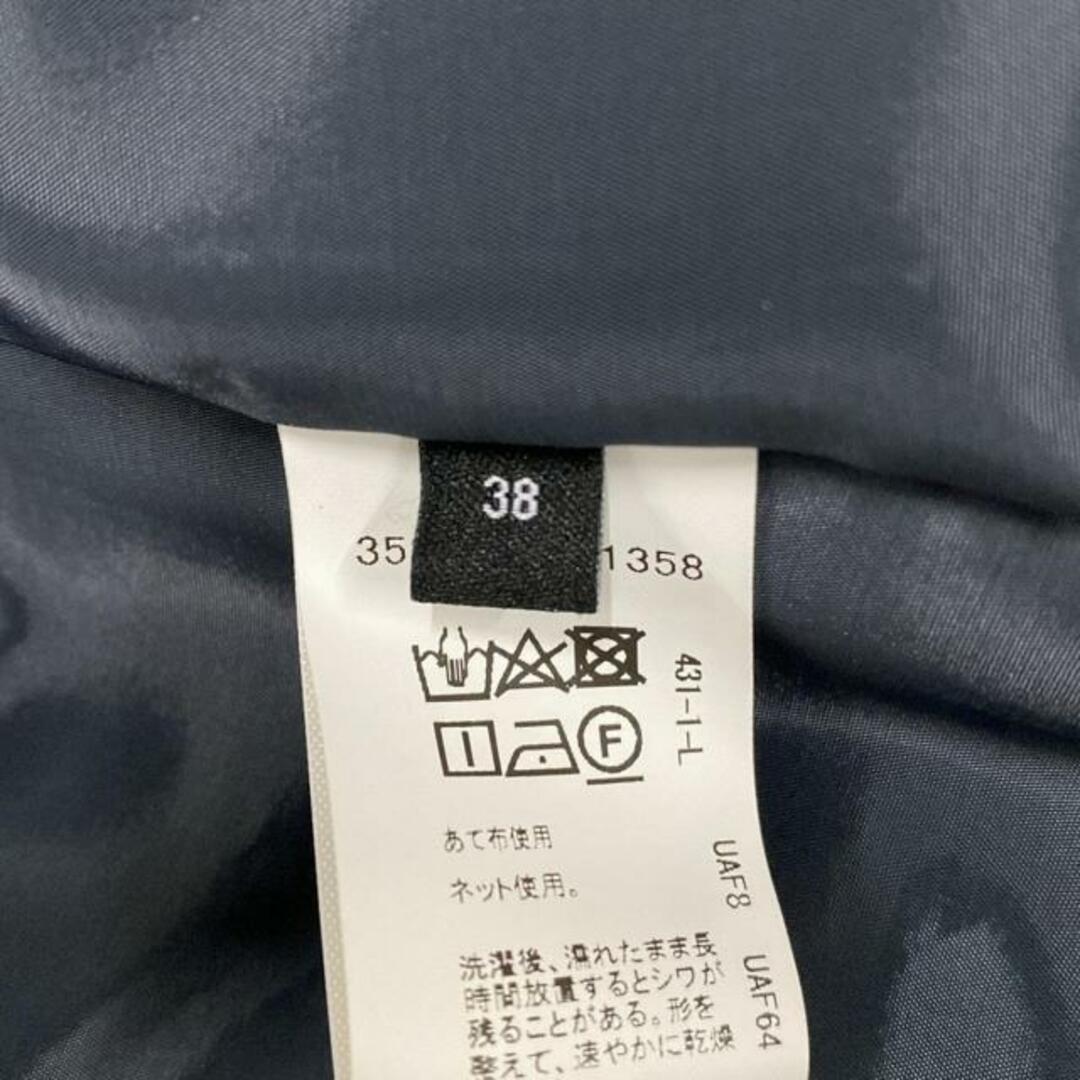 38
35 1358
431-1-L
F
あて布使用
ネット使用。
UAF8 UAF64
洗濯後、濡れたまま長
時間放置するとシワが
残ることがある。形を
整えて、速やかに乾燥